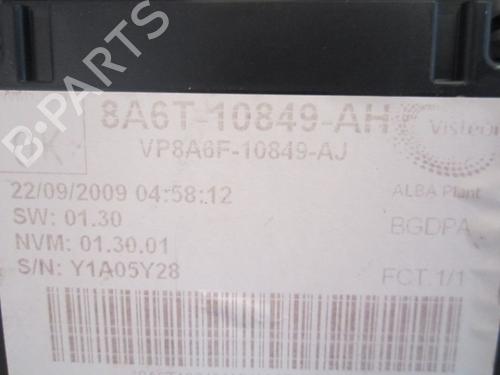 8A6T-10849-AH
VP8A6F-10849-AJ
Visteon
22/09/2009 04:58:12
ALBA Plant
SW: 01.30
BGDPA
NVM: 01.30.01
S/N: Y1A05Y28
FCT.1/1
B-PARTS